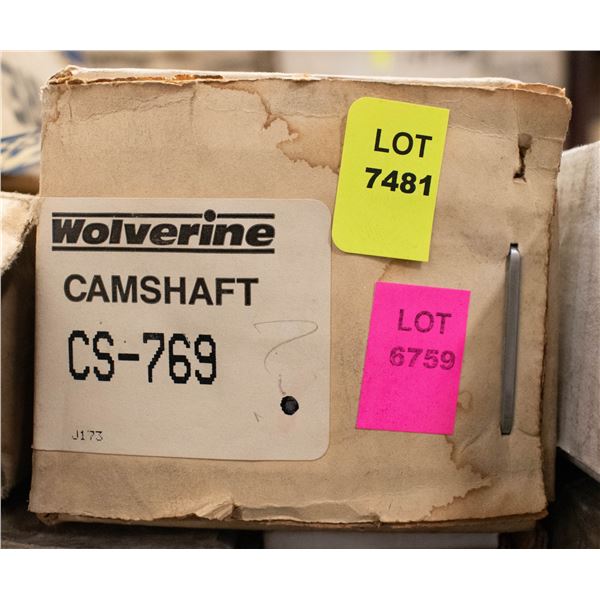 Wolverine
CAMSHAFT
CS-769
J173
LOT
7481
LOT
6759